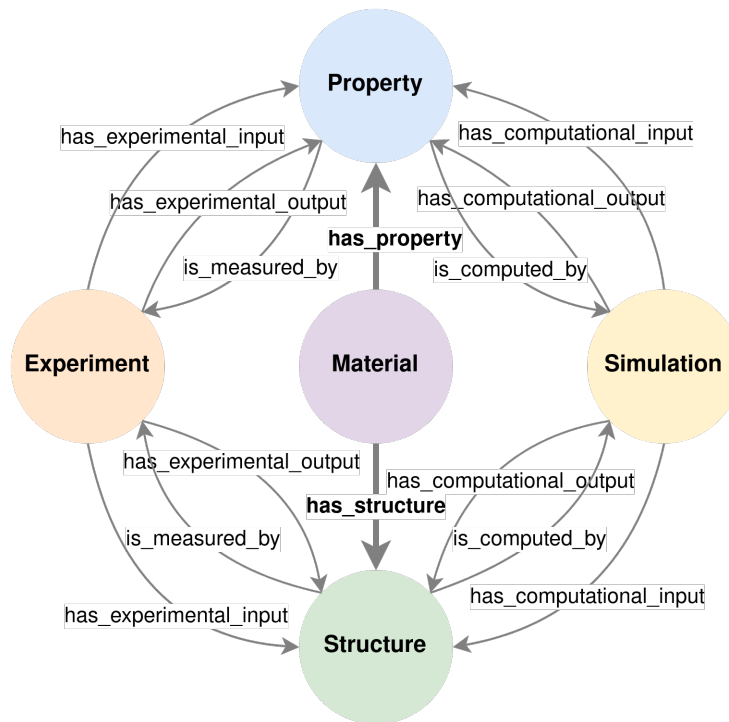 Property
has_experimental_input
has_computational_input
has_experimental_output
has_computational_output
has_property
is_measured_by
is_computed_by
Experiment
Material
Simulation
has_experimental_output
has_computational_output
has_structure
is_measured_by
is_computed_by
has_experimental_input
has_computational_input
Structure